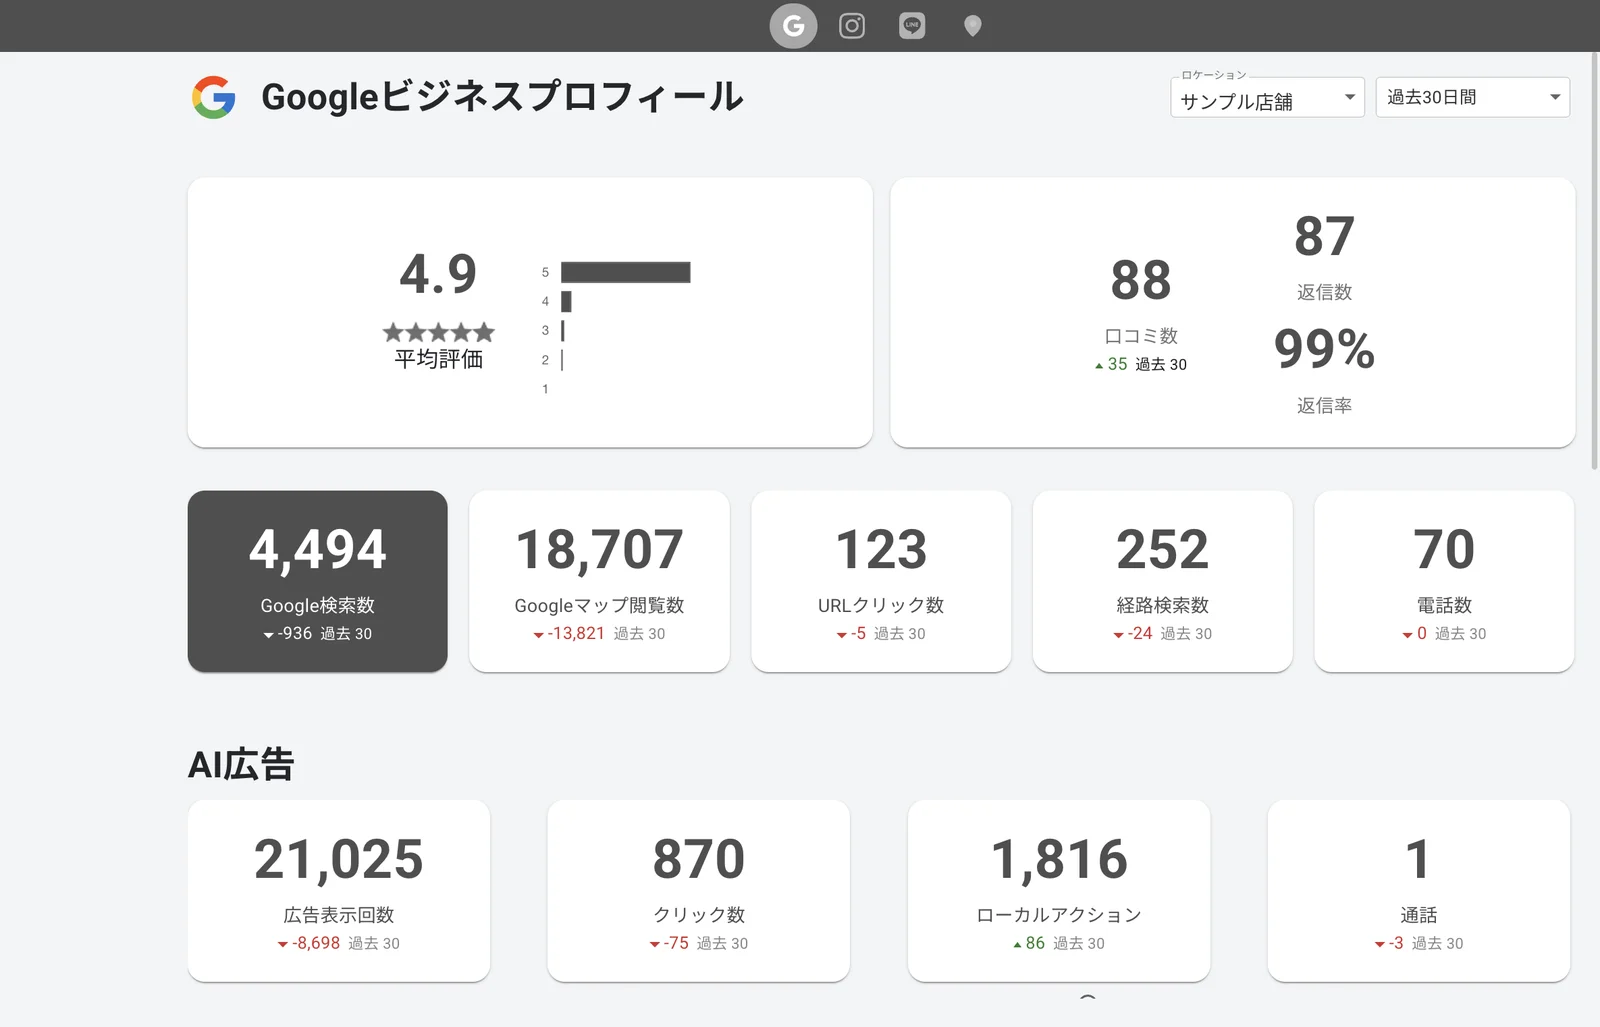 LINE
Googleビジネスプロフィール
ロケーション
サンプル店舗
過去30日間
4.9
平均評価
5
4
3
2
1
88
口コミ数
35 過去 30
87
返信数
99%
返信率
4,494
Google検索数
-936 過去 30
18,707
Googleマップ閲覧数
-13,821 過去 30
123
URLクリック数
-5 過去 30
252
経路検索数
-24 過去 30
70
電話数
0 過去 30
AI広告
21,025
広告表示回数
-8,698 過去 30
870
クリック数
-75 過去 30
1,816
ローカルアクション
86 過去 30
1
通話
-3 過去 30